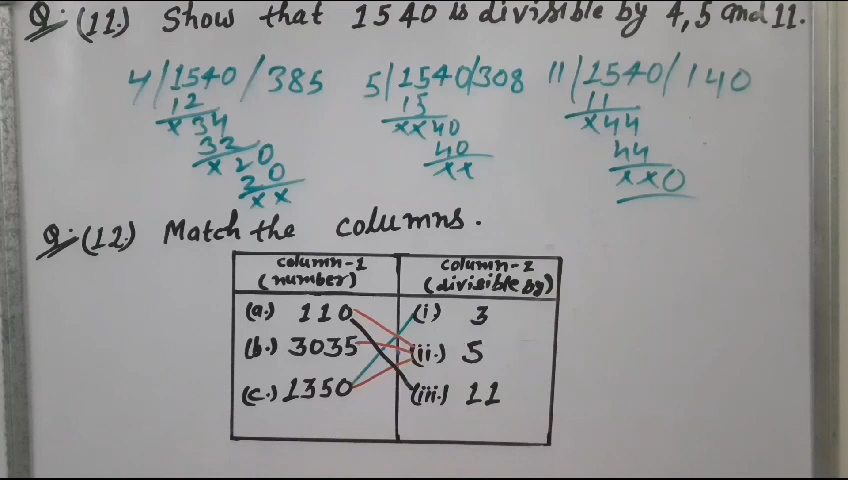 Q. (11.) Show that 1540 is divisible by 4, 5 and 11.
4/1540/385 5/1540/308 11/1540/140
12 15 11
x34 xx40 x44
32 40 44
x20 xx xx0
20
xx
Q. (12.) Match the columns.
column-1 column-2
(number) (divisible by)
(a.) 110 (i) 3
(b.) 3035 (ii.) 5
(c.) 1350 (iii.) 11